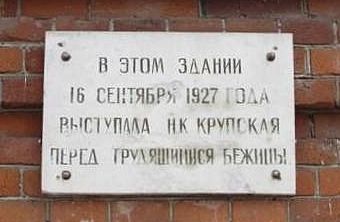 В ЭТОМ ЗДАНИИ
16 СЕНТЯБРЯ 1927 ГОДА
ВЫСТУПАЛА Н.К КРУПСКАЯ
ПЕРЕД ТРУДЯЩИМИСЯ БЕЖИЦЫ